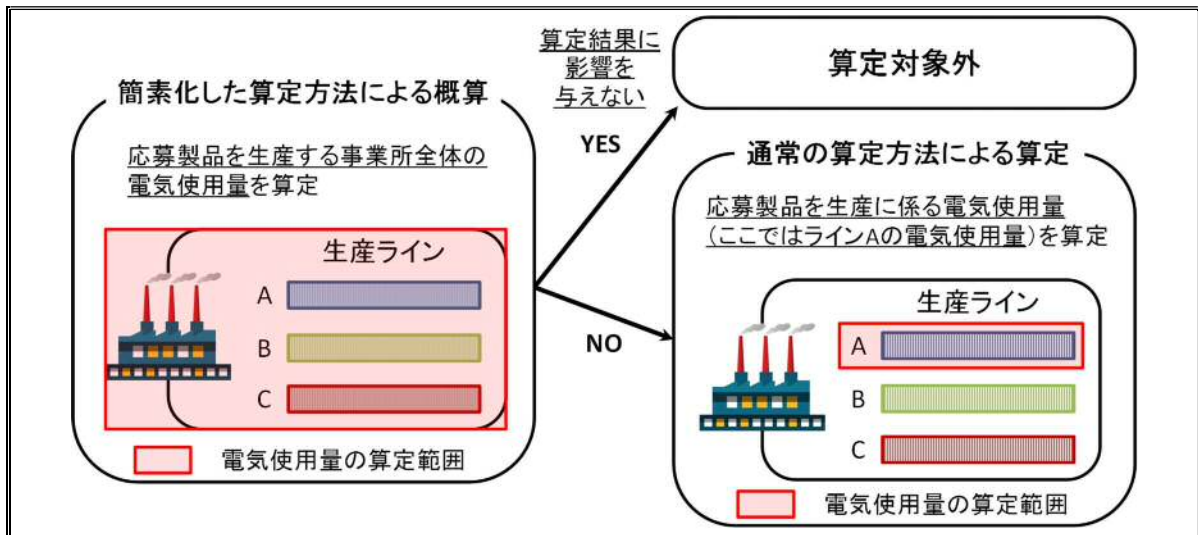 簡素化した算定方法による概算
応募製品を生産する事業所全体の
電気使用量を算定
生産ライン
A
B
C
電気使用量の算定範囲
算定結果に
影響を
与えない
YES
NO
算定対象外
通常の算定方法による算定
応募製品を生産に係る電気使用量
(ここではラインAの電気使用量)を算定
生産ライン
A
B
C
電気使用量の算定範囲